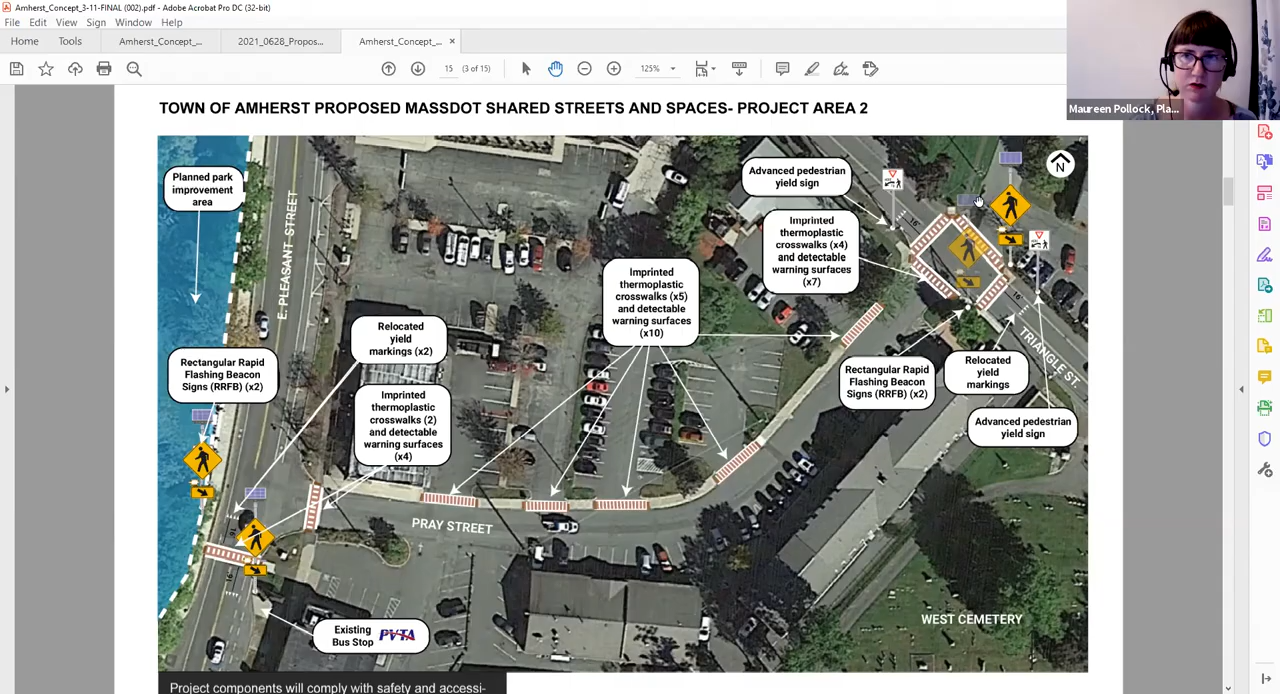 Amherst_Concept_3-11-FINAL (002).pdf - Adobe Acrobat Pro DC (32-bit)
File Edit View Sign Window Help
Home Tools Amherst_Concept_... 2021_0628_Propos... Amherst_Concept_... ×
15 (3 of 15) 125%
Maureen Pollock, Pla...
TOWN OF AMHERST PROPOSED MASSDOT SHARED STREETS AND SPACES- PROJECT AREA 2
Planned park
improvement
area
E. PLEASANT STREET
Advanced pedestrian
yield sign
N
Imprinted
thermoplastic
crosswalks (x4)
and detectable
warning surfaces
(x7)
16'
16'
Imprinted
thermoplastic
crosswalks (x5)
and detectable
warning surfaces
(x10)
Relocated
yield
markings (x2)
TRIANGLE ST.
Rectangular Rapid
Flashing Beacon
Signs (RRFB) (x2)
Rectangular Rapid
Flashing Beacon
Signs (RRFB) (x2)
Relocated
yield
markings
Imprinted
thermoplastic
crosswalks (2)
and detectable
warning surfaces
(x4)
Advanced pedestrian
yield sign
PRAY STREET
16'
WEST CEMETERY
Existing
Bus Stop PVTA
Project components will comply with safety and accessi-